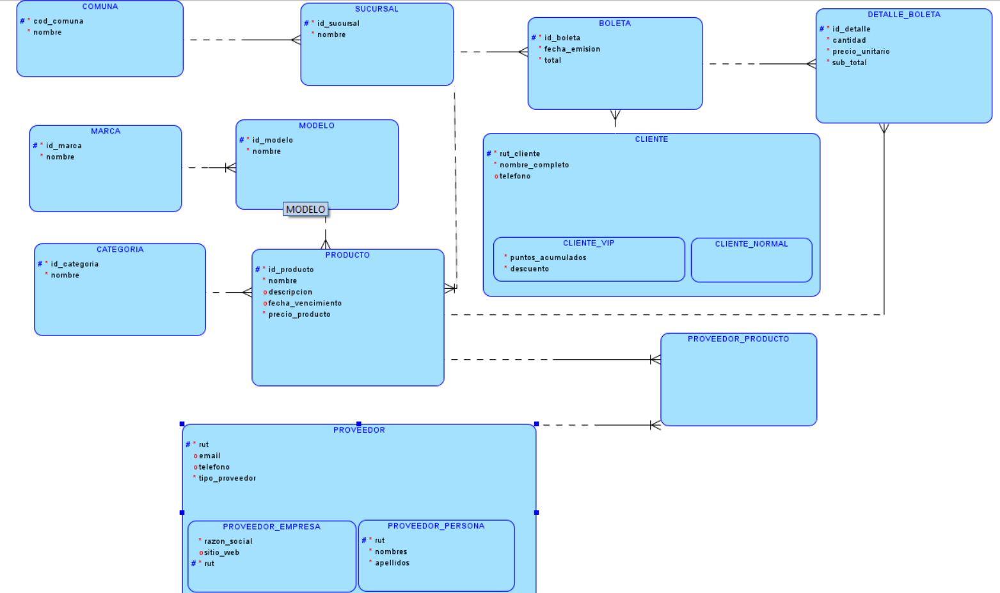 COMUNA
# * cod_comuna
* nombre
SUCURSAL
# * id_sucursal
* nombre
BOLETA
# * id_boleta
* fecha_emision
* total
DETALLE_BOLETA
# * id_detalle
* cantidad
* precio_unitario
* sub_total
MARCA
# * id_marca
* nombre
MODELO
# * id_modelo
* nombre
MODELO
CLIENTE
# * rut_cliente
* nombre_completo
o telefono
CLIENTE_VIP
* puntos_acumulados
* descuento
CLIENTE_NORMAL
CATEGORIA
# * id_categoria
* nombre
PRODUCTO
# * id_producto
* nombre
o descripcion
o fecha_vencimiento
* precio_producto
PROVEEDOR_PRODUCTO
PROVEEDOR
# * rut
o email
o telefono
* tipo_proveedor
PROVEEDOR_EMPRESA
* razon_social
o sitio_web
# * rut
PROVEEDOR_PERSONA
# * rut
* nombres
* apellidos